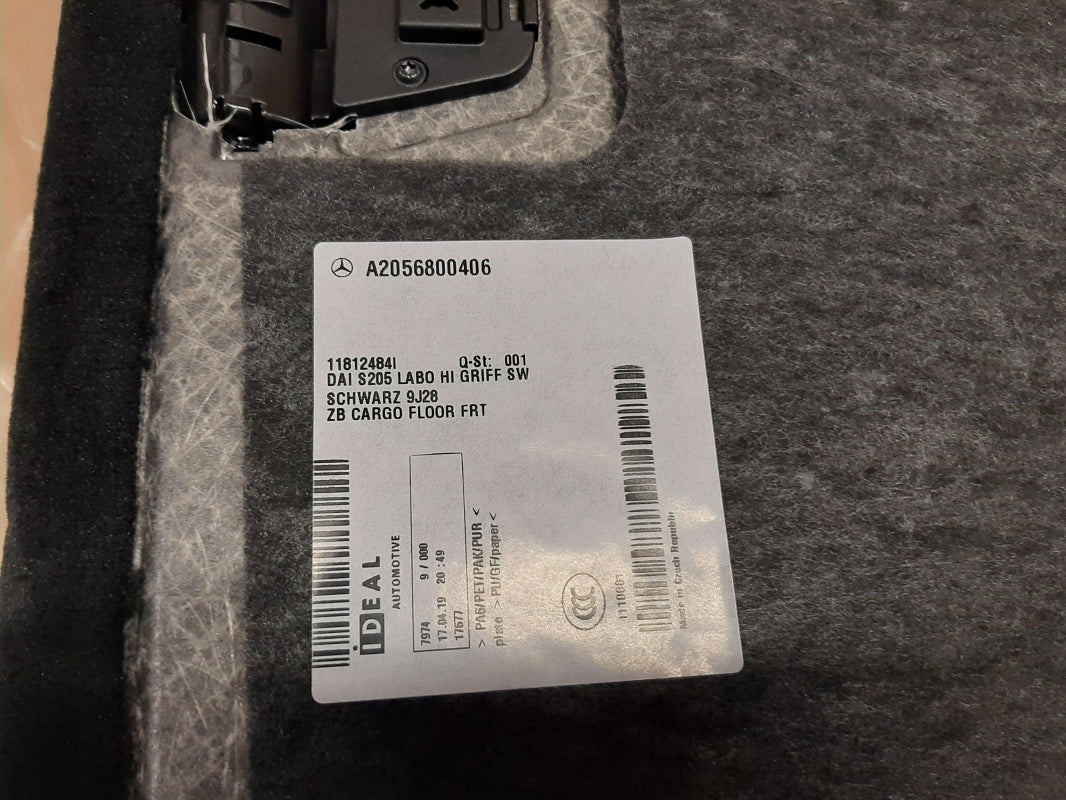 A2056800406
11812484I Q-St: 001
DAI S205 LABO HI GRIFF SW
SCHWARZ 9J28
ZB CARGO FLOOR FRT
iDEAL
AUTOMOTIVE
7974 9 / 000
17.04.19 20:49
17677
> PA6/PET/PAK/PUR <
plate > PU/GF/paper <
CCC
Made in Czech Republic